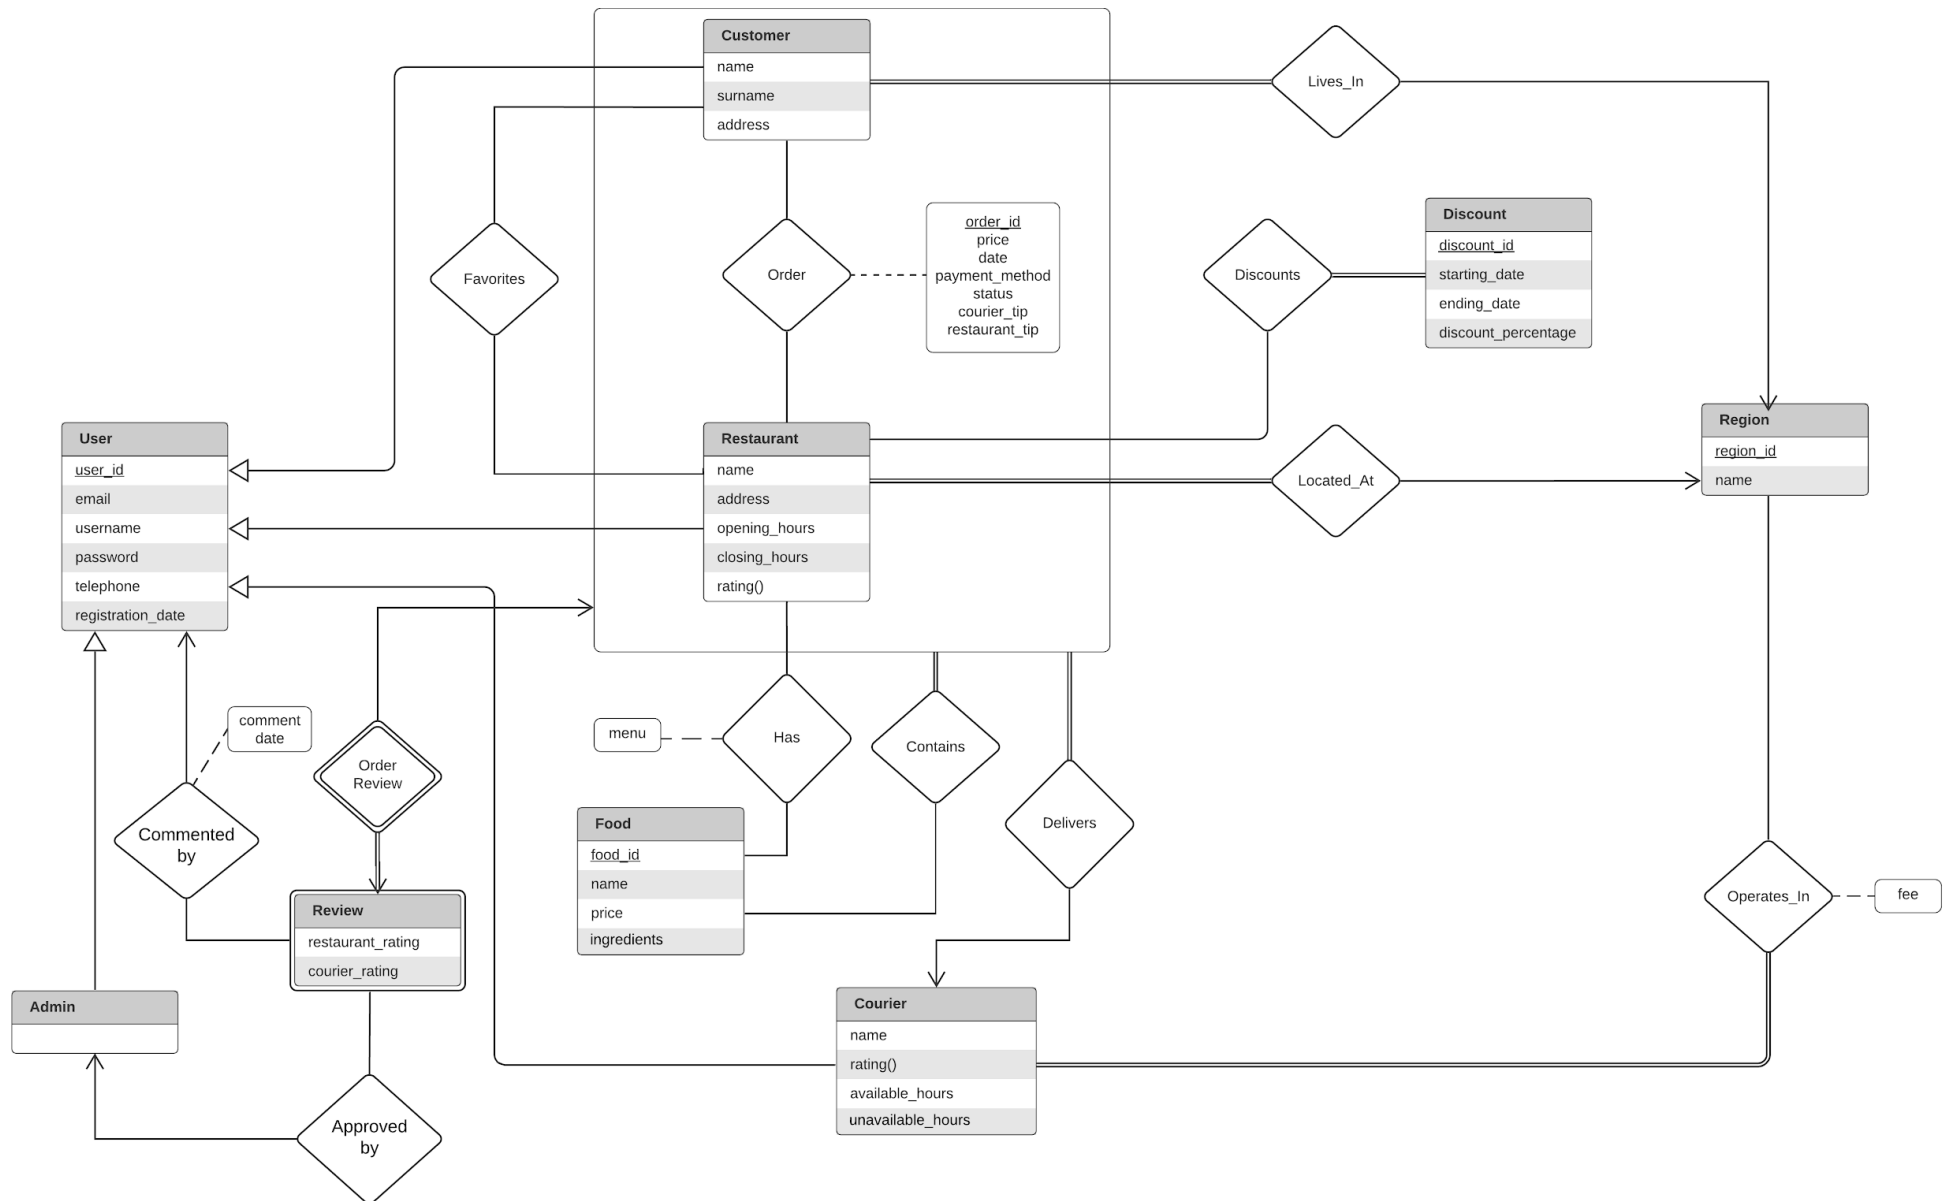 Customer
name
surname
address
Lives_In
Favorites
Order
order_id
price
date
payment_method
status
courier_tip
restaurant_tip
Discounts
Discount
discount_id
starting_date
ending_date
discount_percentage
Region
region_id
name
User
user_id
email
username
password
telephone
registration_date
Restaurant
name
address
opening_hours
closing_hours
rating()
Located_At
comment
date
Commented
by
Order
Review
menu
Has
Contains
Delivers
Food
food_id
name
price
ingredients
Operates_In
fee
Review
restaurant_rating
courier_rating
Admin
Courier
name
rating()
available_hours
unavailable_hours
Approved
by